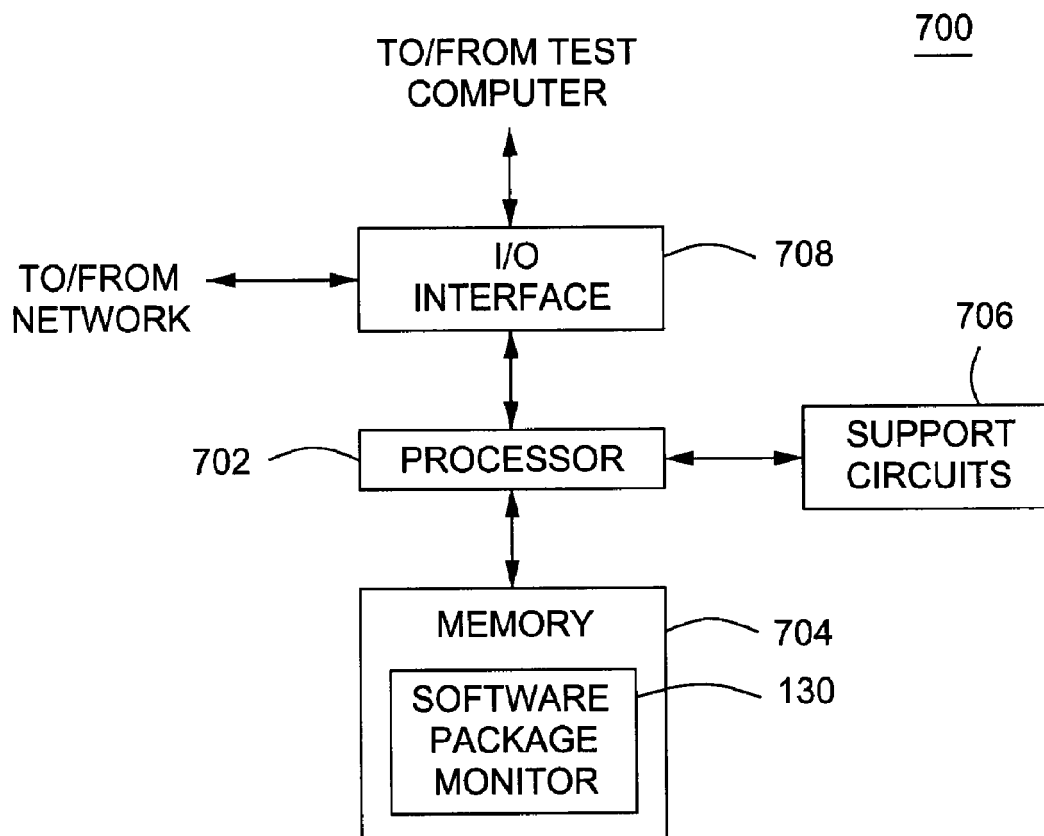 700
TO/FROM TEST
COMPUTER
I/O
INTERFACE
708
TO/FROM
NETWORK
706
702
PROCESSOR
SUPPORT
CIRCUITS
MEMORY
704
SOFTWARE
PACKAGE
MONITOR
130